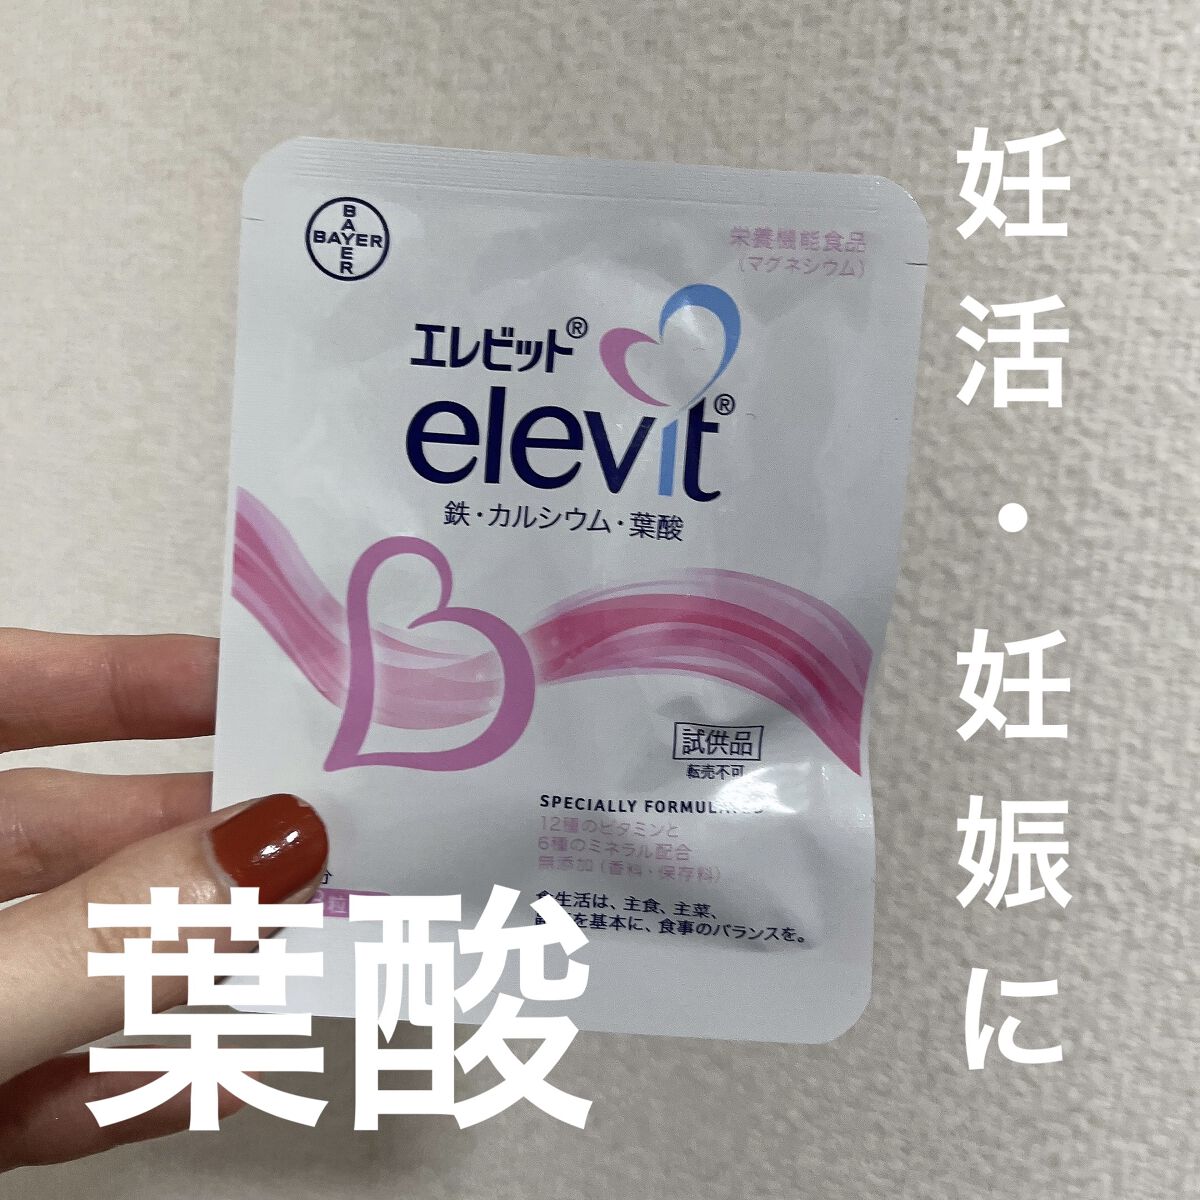 BAYER
BAYER
栄養機能食品
(マグネシウム)
エレビット®
elevit®
鉄・カルシウム・葉酸
試供品
転売不可
SPECIALLY FORMULATED
12種のビタミンと
6種のミネラル配合
無添加(香料・保存料)
分
粒
食生活は、主食、主菜、
を基本に、食事のバランスを。
妊活・妊娠に
葉酸